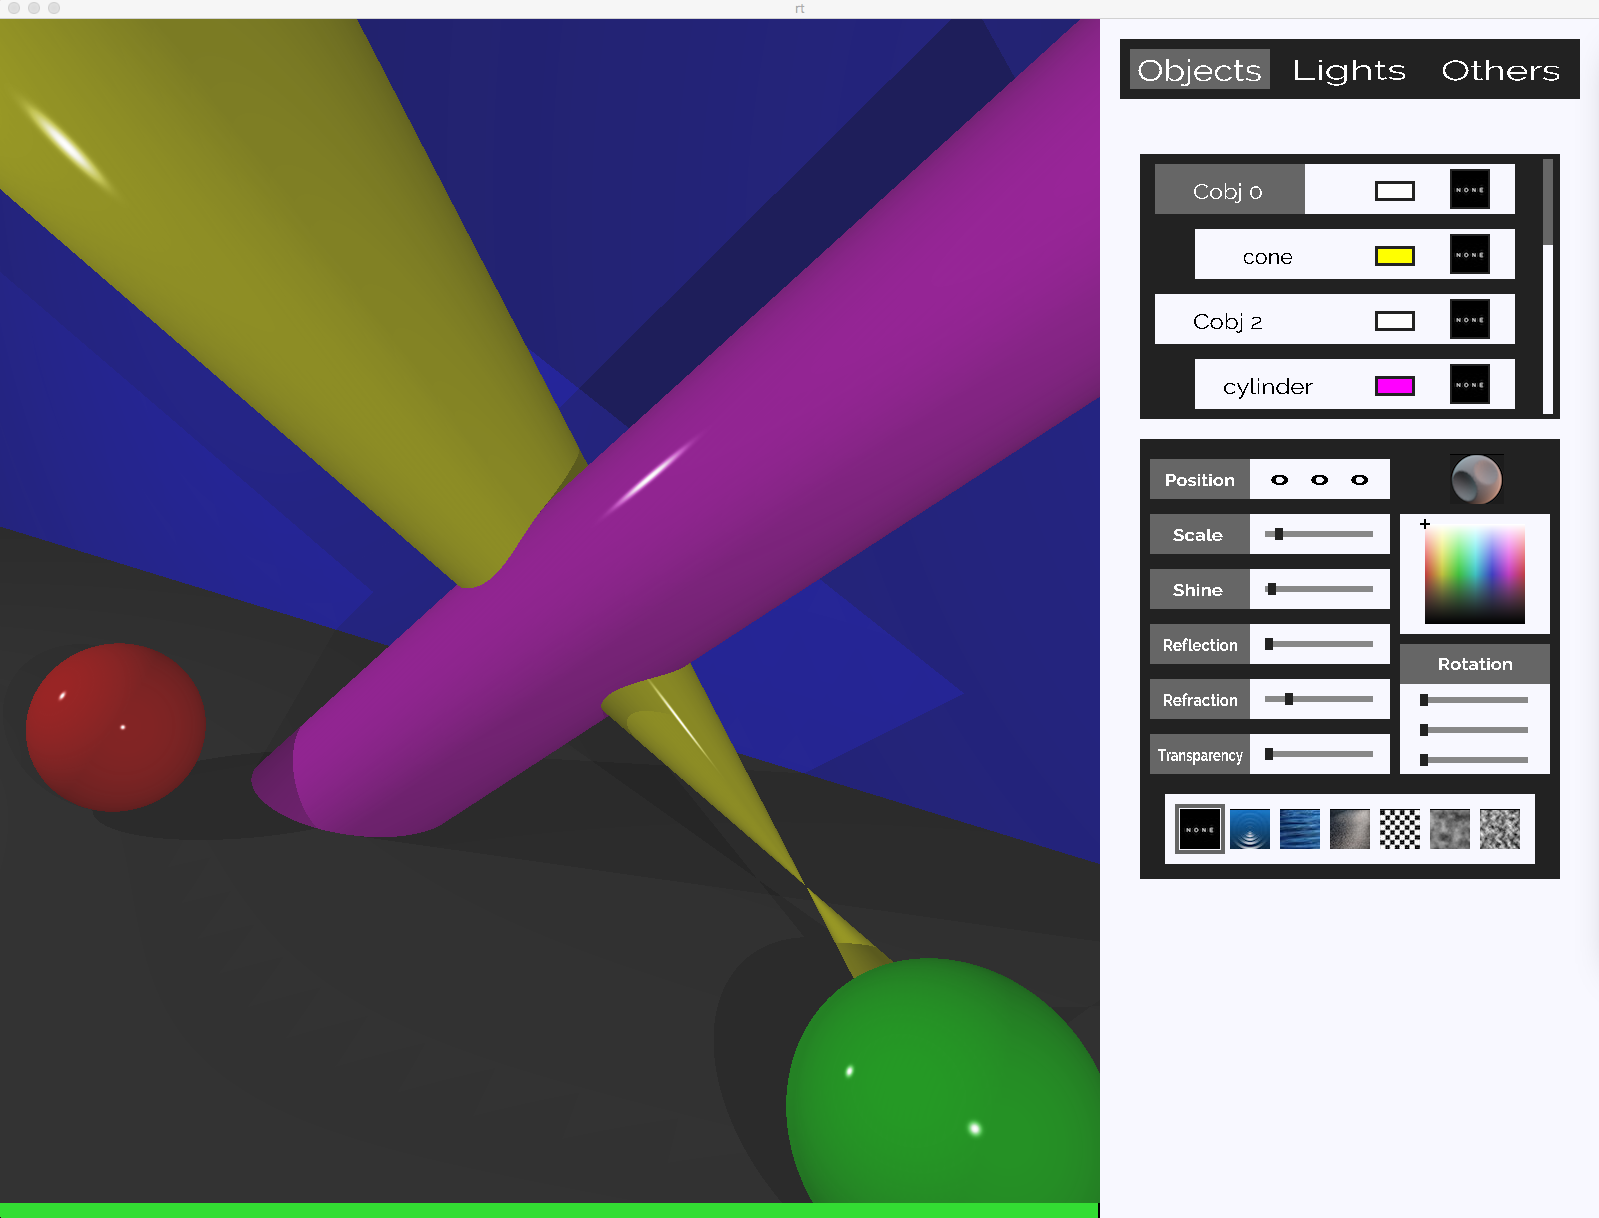 rt
Objects Lights Others
Cobj 0 NONE
cone NONE
Cobj 2 NONE
cylinder NONE
Position 0 0 0
Scale
Shine
Reflection
Rotation
Refraction
Transparency
NONE